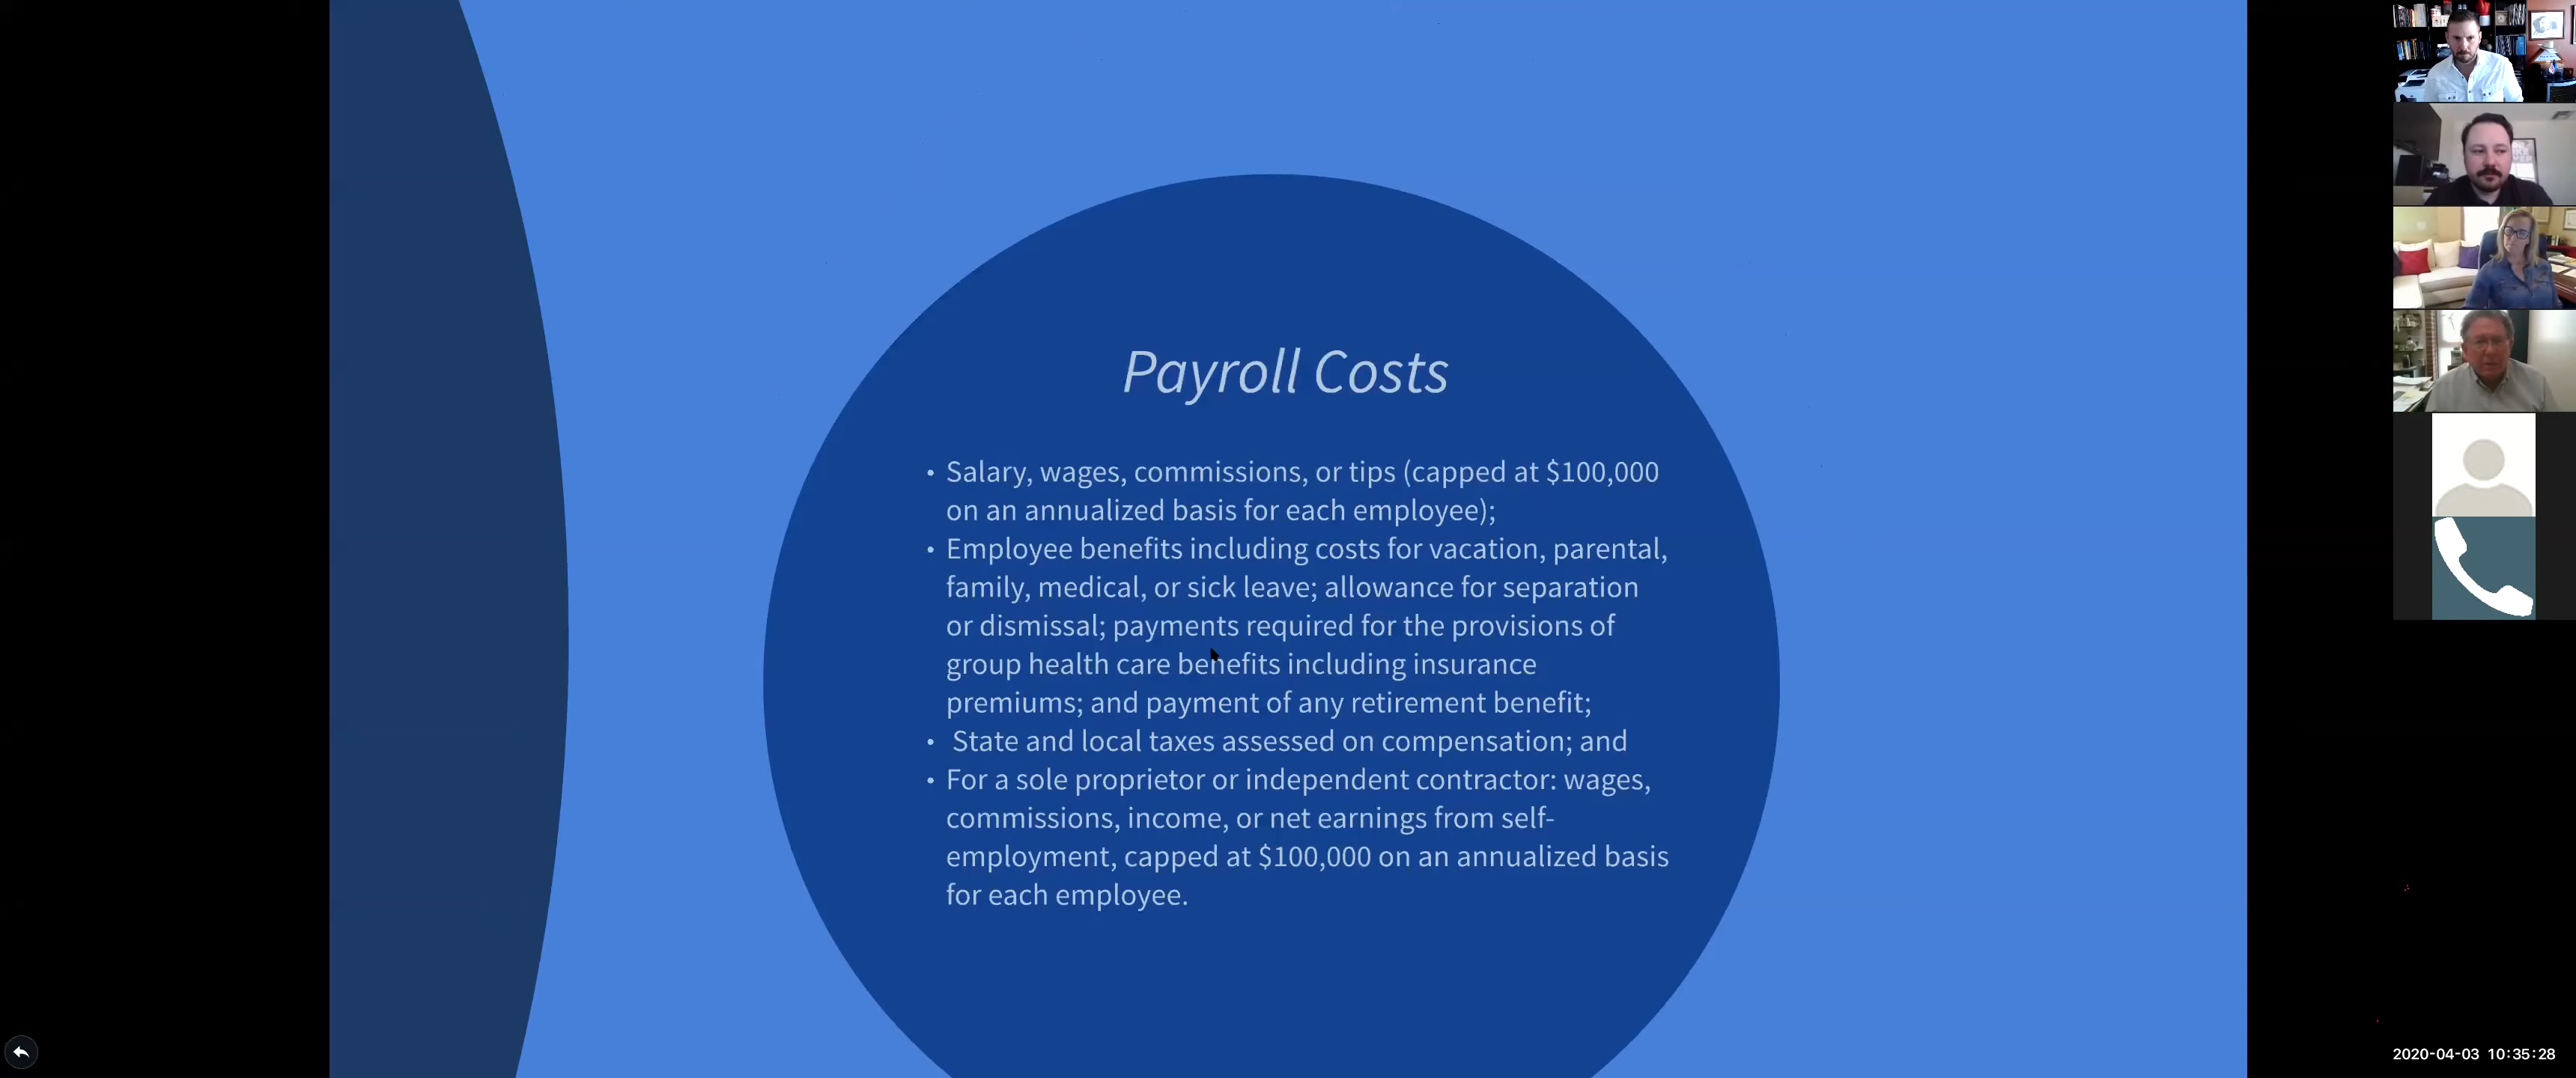 Payroll Costs
• Salary, wages, commissions, or tips (capped at $100,000
on an annualized basis for each employee);
• Employee benefits including costs for vacation, parental,
family, medical, or sick leave; allowance for separation
or dismissal; payments required for the provisions of
group health care benefits including insurance
premiums; and payment of any retirement benefit;
• State and local taxes assessed on compensation; and
• For a sole proprietor or independent contractor: wages,
commissions, income, or net earnings from self-
employment, capped at $100,000 on an annualized basis
for each employee.
2020-04-03 10:35:28